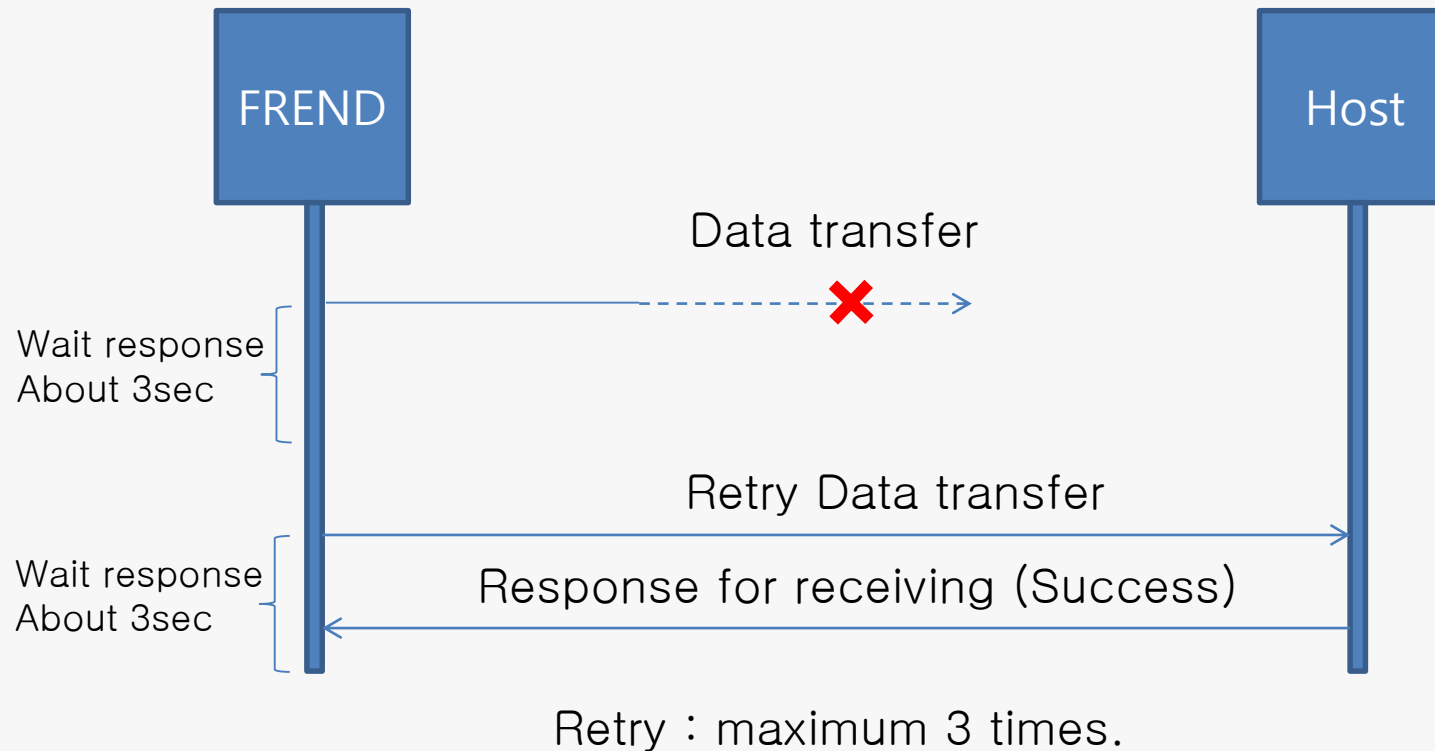 FREND
Host
Data transfer
Wait response
About 3sec
Retry Data transfer
Wait response
About 3sec
Response for receiving (Success)
Retry : maximum 3 times.